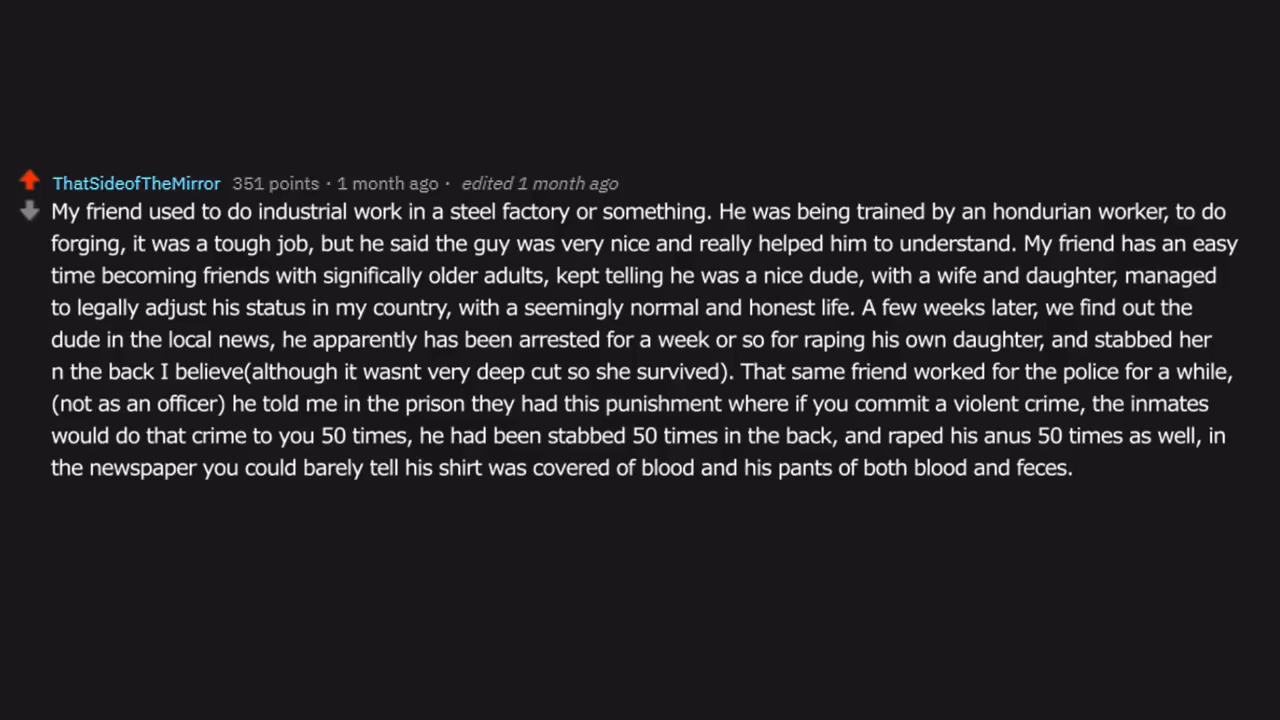 ThatSideofTheMirror 351 points · 1 month ago · edited 1 month ago
My friend used to do industrial work in a steel factory or something. He was being trained by an hondurian worker, to do
forging, it was a tough job, but he said the guy was very nice and really helped him to understand. My friend has an easy
time becoming friends with significally older adults, kept telling he was a nice dude, with a wife and daughter, managed
to legally adjust his status in my country, with a seemingly normal and honest life. A few weeks later, we find out the
dude in the local news, he apparently has been arrested for a week or so for raping his own daughter, and stabbed her
n the back I believe(although it wasnt very deep cut so she survived). That same friend worked for the police for a while,
(not as an officer) he told me in the prison they had this punishment where if you commit a violent crime, the inmates
would do that crime to you 50 times, he had been stabbed 50 times in the back, and raped his anus 50 times as well, in
the newspaper you could barely tell his shirt was covered of blood and his pants of both blood and feces.